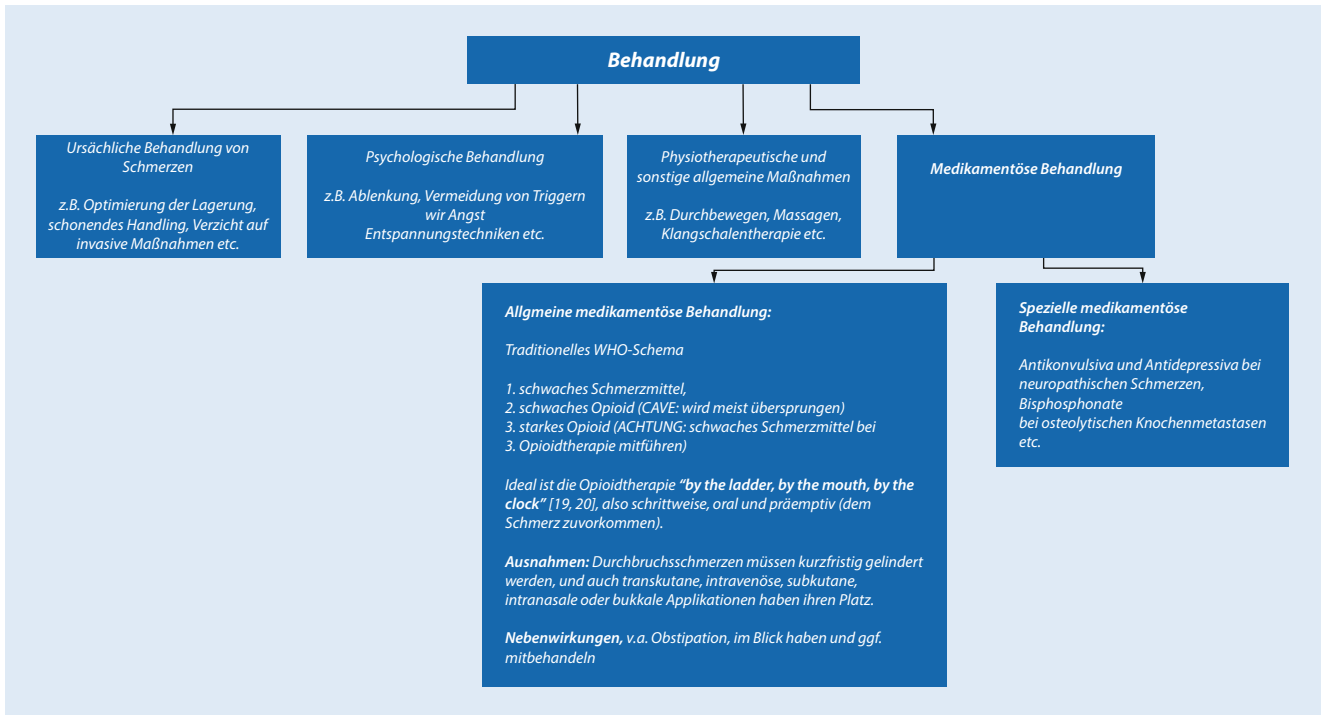 Behandlung
Ursächliche Behandlung von
Schmerzen
z.B. Optimierung der Lagerung,
schonendes Handling, Verzicht auf
invasive Maßnahmen etc.
Psychologische Behandlung
z.B. Ablenkung, Vermeidung von Triggern
wir Angst
Entspannungstechniken etc.
Physiotherapeutische und
sonstige allgemeine Maßnahmen
z.B. Durchbewegen, Massagen,
Klangschalentherapie etc.
Medikamentöse Behandlung
Allgmeine medikamentöse Behandlung:
Traditionelles WHO-Schema
1. schwaches Schmerzmittel,
2. schwaches Opioid (CAVE: wird meist übersprungen)
3. starkes Opioid (ACHTUNG: schwaches Schmerzmittel bei
3. Opioidtherapie mitführen)
Ideal ist die Opioidtherapie "by the ladder, by the mouth, by the
clock" [19, 20], also schrittweise, oral und präemptiv (dem
Schmerz zuvorkommen).
Ausnahmen: Durchbruchsschmerzen müssen kurzfristig gelindert
werden, und auch transkutane, intravenöse, subkutane,
intranasale oder bukkale Applikationen haben ihren Platz.
Nebenwirkungen, v.a. Obstipation, im Blick haben und ggf.
mitbehandeln
Spezielle medikamentöse
Behandlung:
Antikonvulsiva und Antidepressiva bei
neuropathischen Schmerzen,
Bisphosphonate
bei osteolytischen Knochenmetastasen
etc.